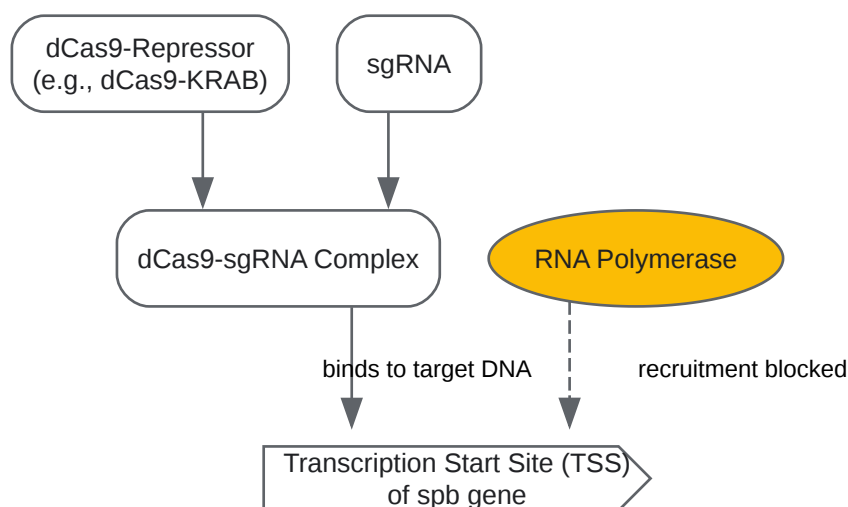 dCas9-Repressor
(e.g., dCas9-KRAB)
sgRNA
dCas9-sgRNA Complex
RNA Polymerase
binds to target DNA
recruitment blocked
Transcription Start Site (TSS)
of spb gene